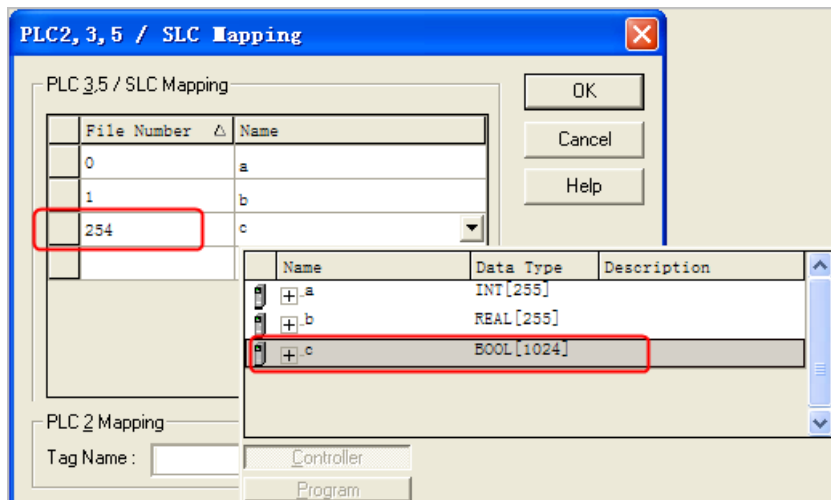 PLC2, 3, 5 / SLC Mapping
PLC 3,5 / SLC Mapping
OK
File Number Name
Cancel
0 a
Help
1 b
254 c
Name Data Type Description
a INT[255]
b REAL[255]
c BOOL[1024]
PLC 2 Mapping
Tag Name :
Controller
Program